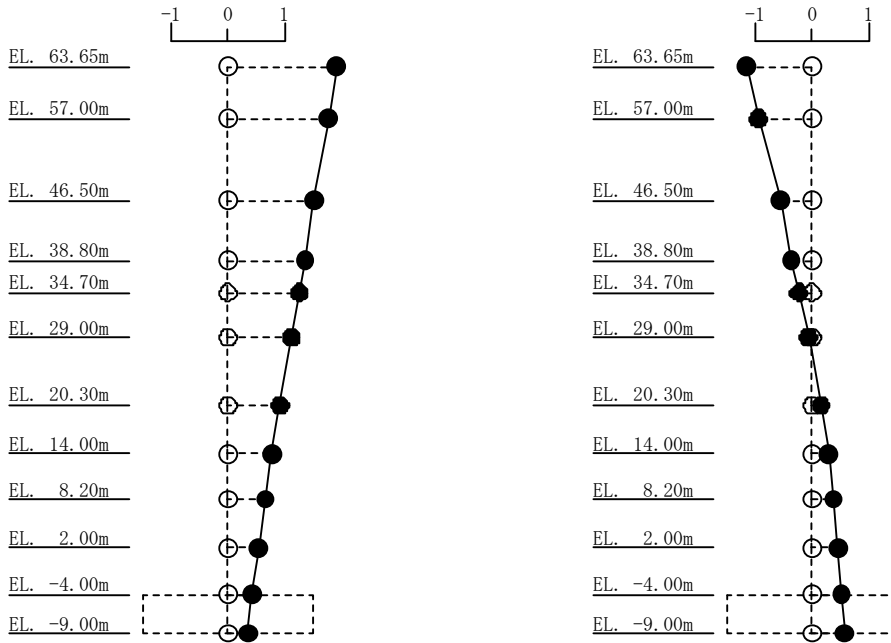 -1 0 1
EL. 63.65m
EL. 57.00m
EL. 46.50m
EL. 38.80m
EL. 34.70m
EL. 29.00m
EL. 20.30m
EL. 14.00m
EL. 8.20m
EL. 2.00m
EL. -4.00m
EL. -9.00m
-1 0 1
EL. 63.65m
EL. 57.00m
EL. 46.50m
EL. 38.80m
EL. 34.70m
EL. 29.00m
EL. 20.30m
EL. 14.00m
EL. 8.20m
EL. 2.00m
EL. -4.00m
EL. -9.00m